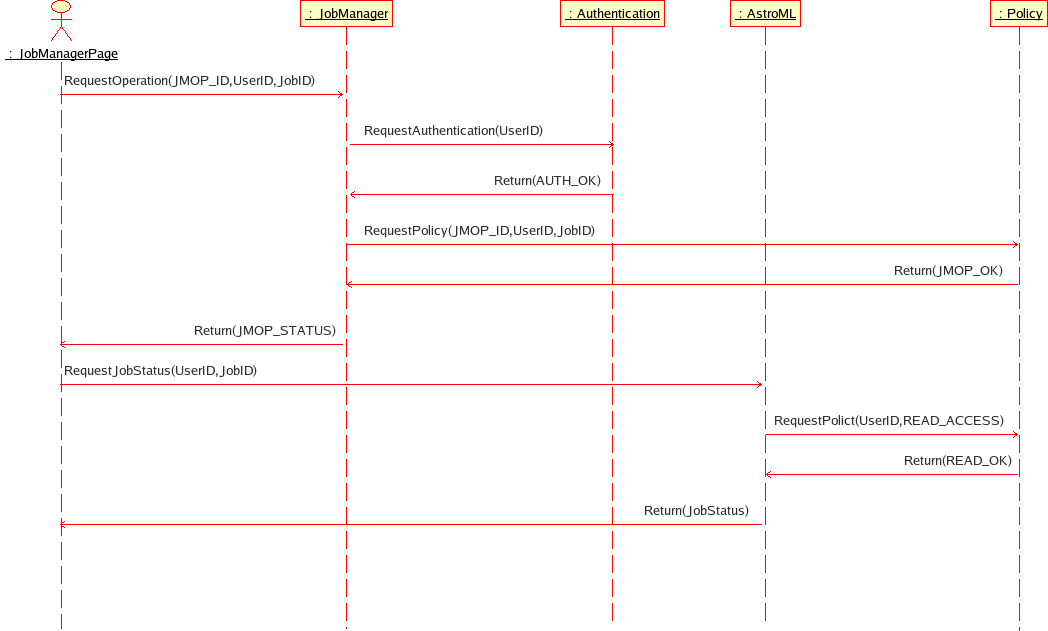 : JobManager
: Authentication
: AstroML
: Policy
: JobManagerPage
RequestOperation(JMOP_ID,UserID,JobID)
RequestAuthentication(UserID)
Return(AUTH_OK)
RequestPolicy(JMOP_ID,UserID,JobID)
Return(JMOP_OK)
Return(JMOP_STATUS)
RequestJobStatus(UserID,JobID)
RequestPolict(UserID,READ_ACCESS)
Return(READ_OK)
Return(JobStatus)